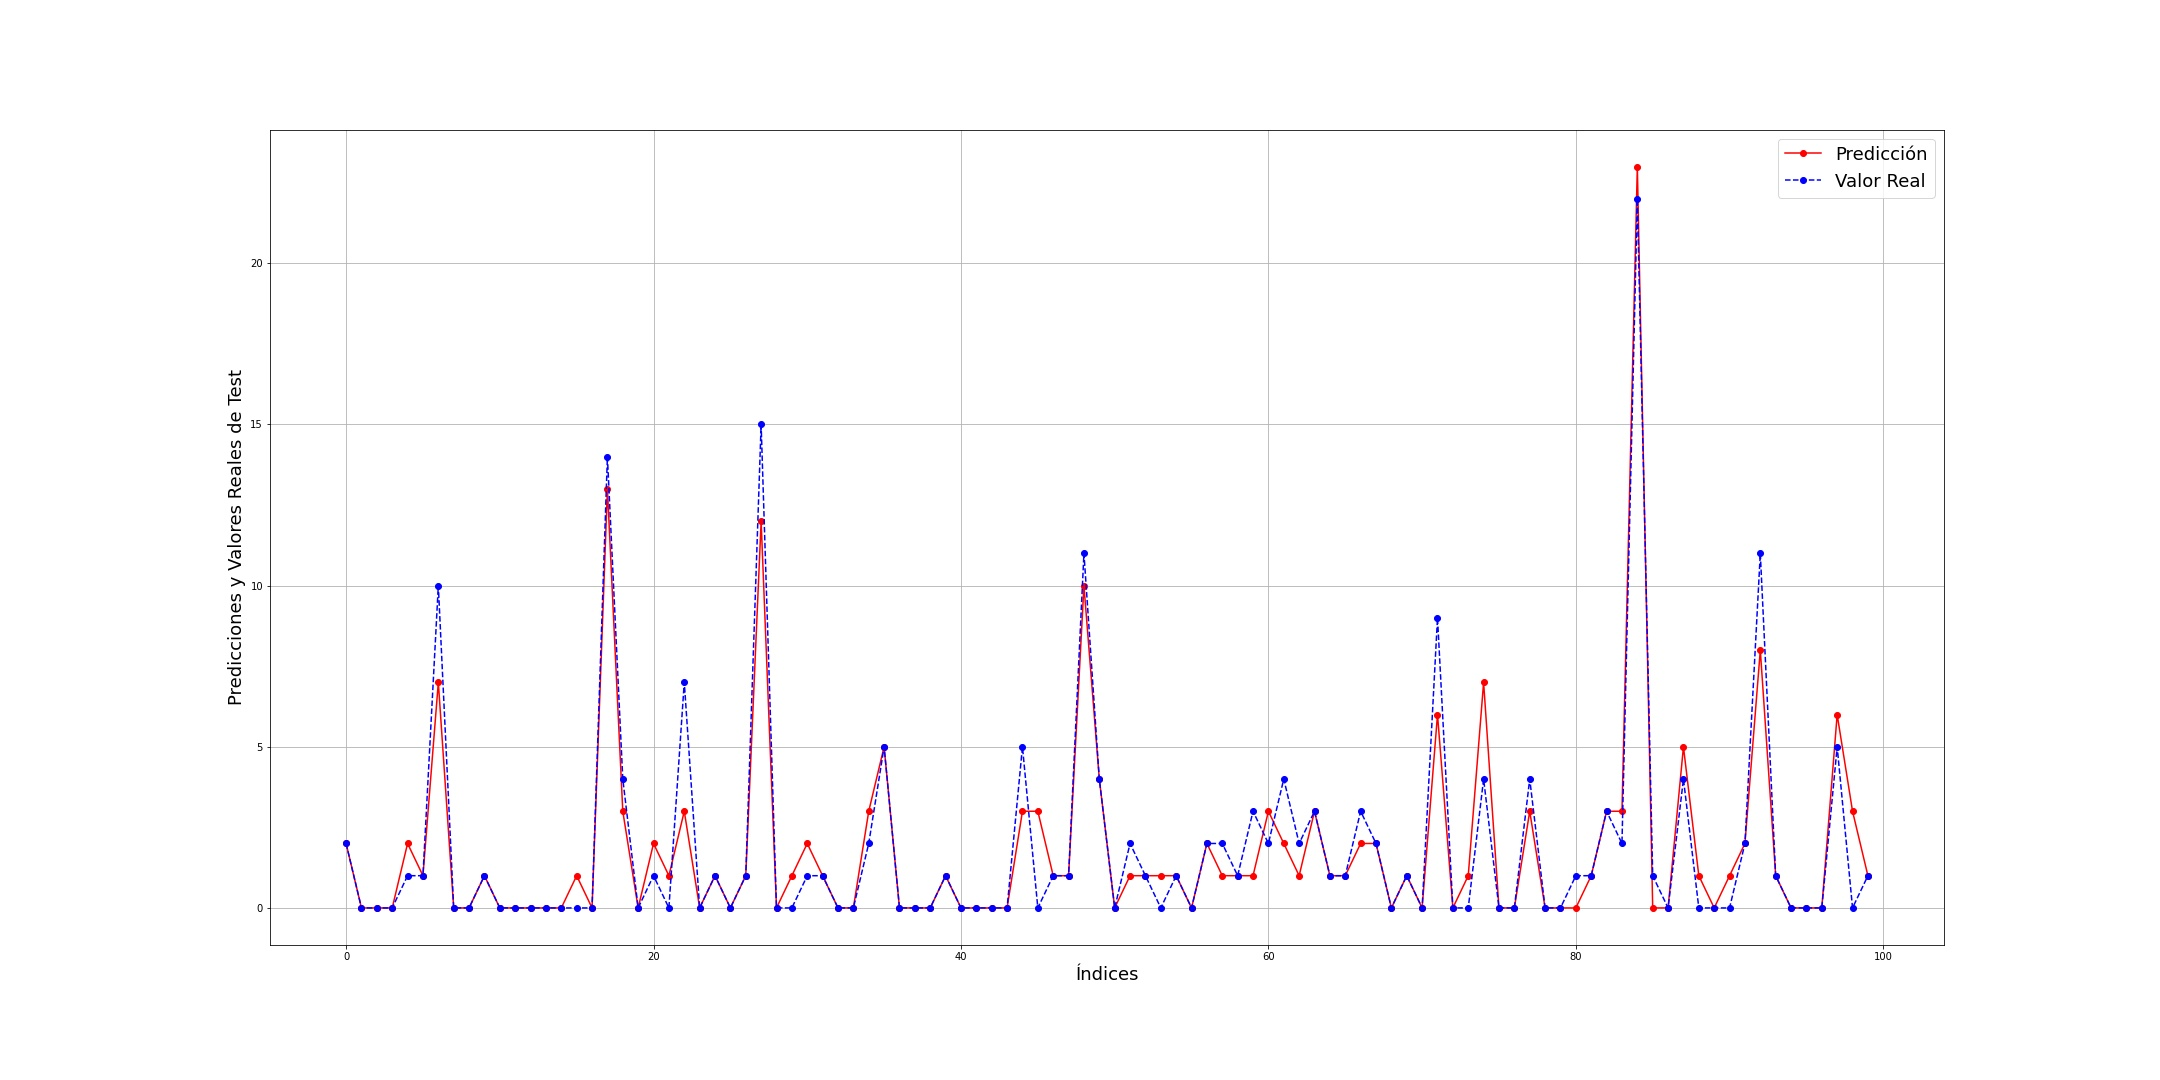 Predicción
Valor Real
Predicciones y Valores Reales de Test
20
15
10
5
0
0 20 40 60 80 100
Índices